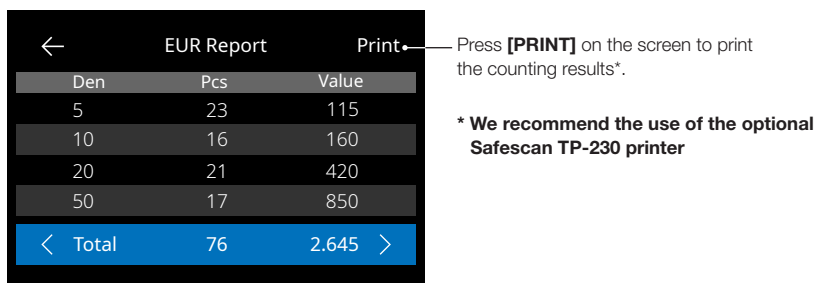 EUR Report Print
Den Pcs Value
5 23 115
10 16 160
20 21 420
50 17 850
Total 76 2.645
Press [PRINT] on the screen to print
the counting results*.
* We recommend the use of the optional
Safescan TP-230 printer